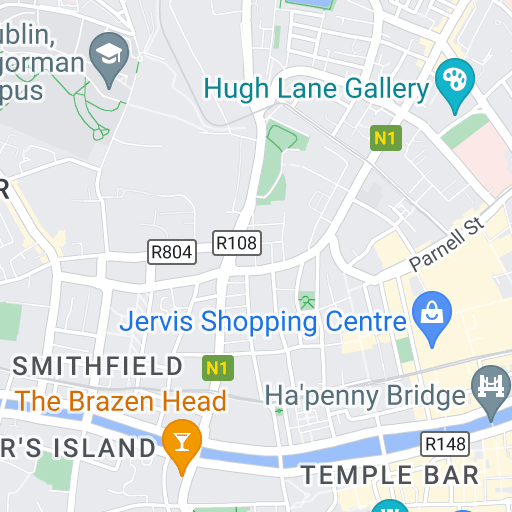 ublin,
gorman
pus
Hugh Lane Gallery
N1
R
R108
R804
Parnell St
Jervis Shopping Centre
SMITHFIELD
N1
Ha'penny Bridge
The Brazen Head
R'S ISLAND
R148
TEMPLE BAR